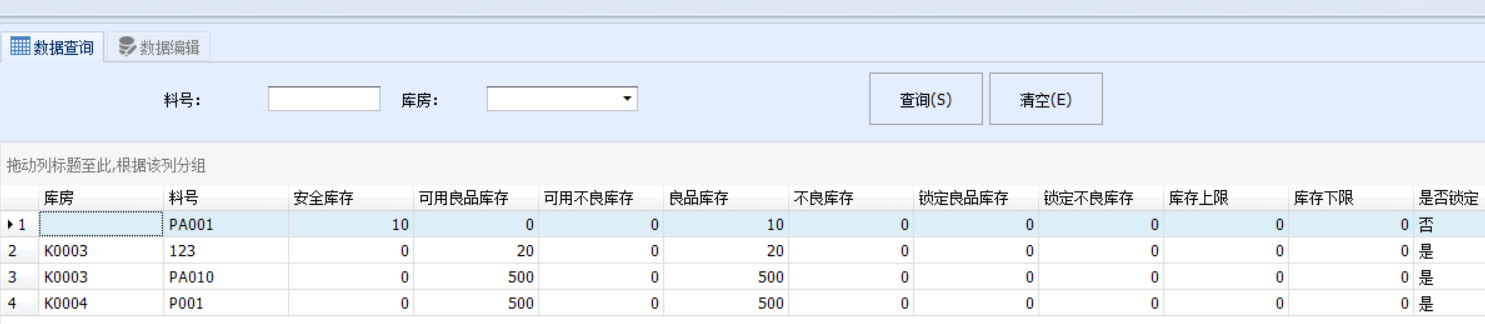 数据查询 数据编辑
料号: 库房: 查询(S) 清空(E)
拖动列标题至此,根据该列分组
库房 料号 安全库存 可用良品库存 可用不良库存 良品库存 不良库存 锁定良品库存 锁定不良库存 库存上限 库存下限 是否锁定
1 PA001 10 0 0 10 0 0 0 0 0 否
2 K0003 123 0 20 0 20 0 0 0 0 0 是
3 K0003 PA010 0 500 0 500 0 0 0 0 0 是
4 K0004 P001 0 500 0 500 0 0 0 0 0 是